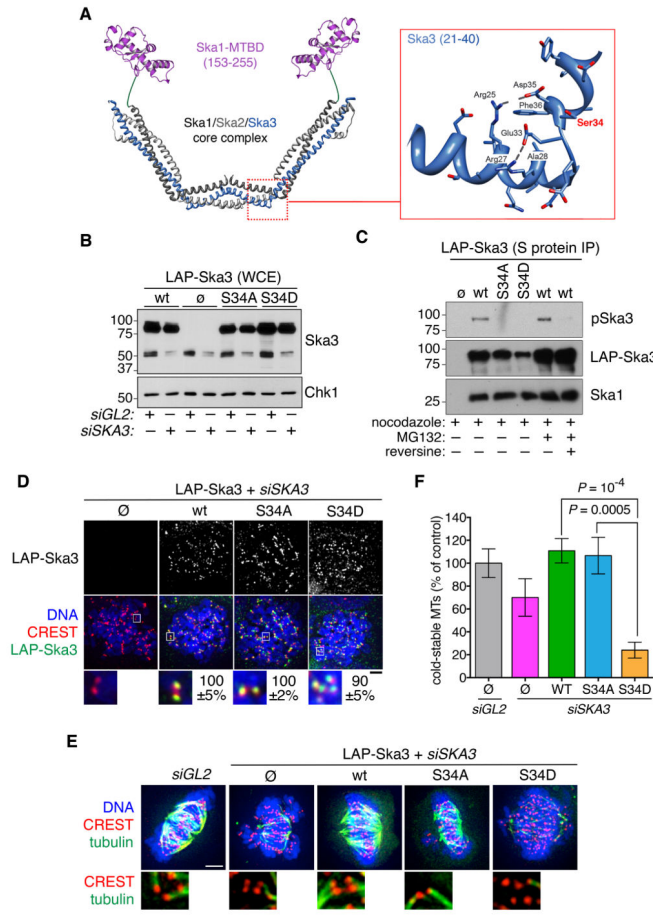 A
Ska1-MTBD
(153-255)
Ska1/Ska2/Ska3
core complex
Ska3 (21-40)
Arg25
Asp35
Phe36
Ser34
Glu33
Arg27
Ala28
B
LAP-Ska3 (WCE)
wt ø S34A S34D
100
75
50
37
Ska3
50
Chk1
siGL2: + – + – + – + –
siSKA3: – + – + – + – +
C
LAP-Ska3 (S protein IP)
ø wt S34A S34D wt wt
100
75
pSka3
100
75
LAP-Ska3
25
Ska1
nocodazole: + + + + + +
MG132: – – – – + +
reversine: – – – – – +
D
LAP-Ska3 + siSKA3
Ø wt S34A S34D
LAP-Ska3
DNA
CREST
LAP-Ska3
100
±5%
100
±2%
90
±5%
F
P = 10-4
P = 0.0005
cold-stable MTs (% of control)
140
120
100
80
60
40
20
0
Ø Ø WT S34A S34D
siGL2 siSKA3
E
LAP-Ska3 + siSKA3
siGL2 Ø wt S34A S34D
DNA
CREST
tubulin
CREST
tubulin